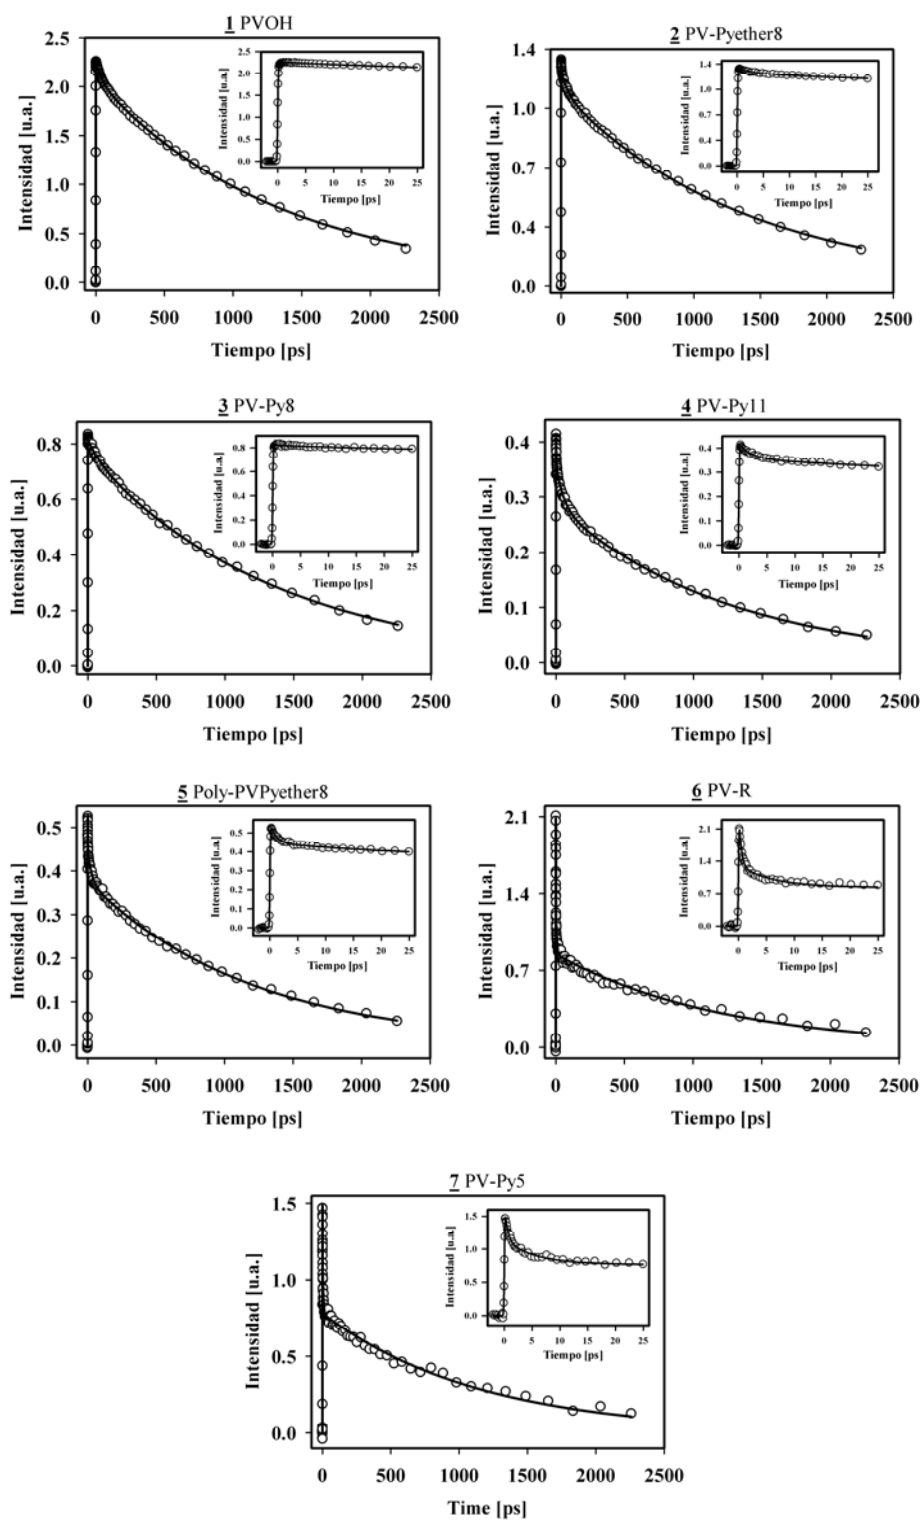 1 PVOH
Intensidad [u.a.]
2.5
2.0
1.5
1.0
0.5
0.0
0 500 1000 1500 2000 2500
Tiempo [ps]
Intensidad [u.a.]
2.5
2.0
1.5
1.0
0.5
0.0
0 5 10 15 20 25
Tiempo [ps]
2 PV-Pyether8
Intensidad [u.a.]
1.4
1.0
0.7
0.4
0.0
0 500 1000 1500 2000 2500
Tiempo [ps]
Intensidad [u.a.]
1.4
1.0
0.7
0.4
0.0
0 5 10 15 20 25
Tiempo [ps]
3 PV-Py8
Intensidad [u.a.]
0.8
0.6
0.4
0.2
0.0
0 500 1000 1500 2000 2500
Tiempo [ps]
Intensidad [u.a.]
0.8
0.6
0.4
0.2
0.0
0 5 10 15 20 25
Tiempo [ps]
4 PV-Py11
Intensidad [u.a.]
0.4
0.3
0.2
0.1
0.0
0 500 1000 1500 2000 2500
Tiempo [ps]
Intensidad [u.a.]
0.4
0.3
0.2
0.1
0.0
0 5 10 15 20 25
Tiempo [ps]
5 Poly-PVPyether8
Intensidad [u.a.]
0.5
0.4
0.3
0.2
0.1
0.0
0 500 1000 1500 2000 2500
Tiempo [ps]
Intensidad [u.a.]
0.5
0.4
0.3
0.2
0.1
0.0
0 5 10 15 20 25
Tiempo [ps]
6 PV-R
Intensidad [u.a.]
2.1
1.4
0.7
0.0
0 500 1000 1500 2000 2500
Tiempo [ps]
Intensidad [u.a.]
2.1
1.4
0.7
0.0
0 5 10 15 20 25
Tiempo [ps]
7 PV-Py5
Intensidad [u.a.]
1.5
1.0
0.5
0.0
0 500 1000 1500 2000 2500
Time [ps]
Intensidad [u.a.]
1.5
1.0
0.5
0.0
0 5 10 15 20 25
Tiempo [ps]